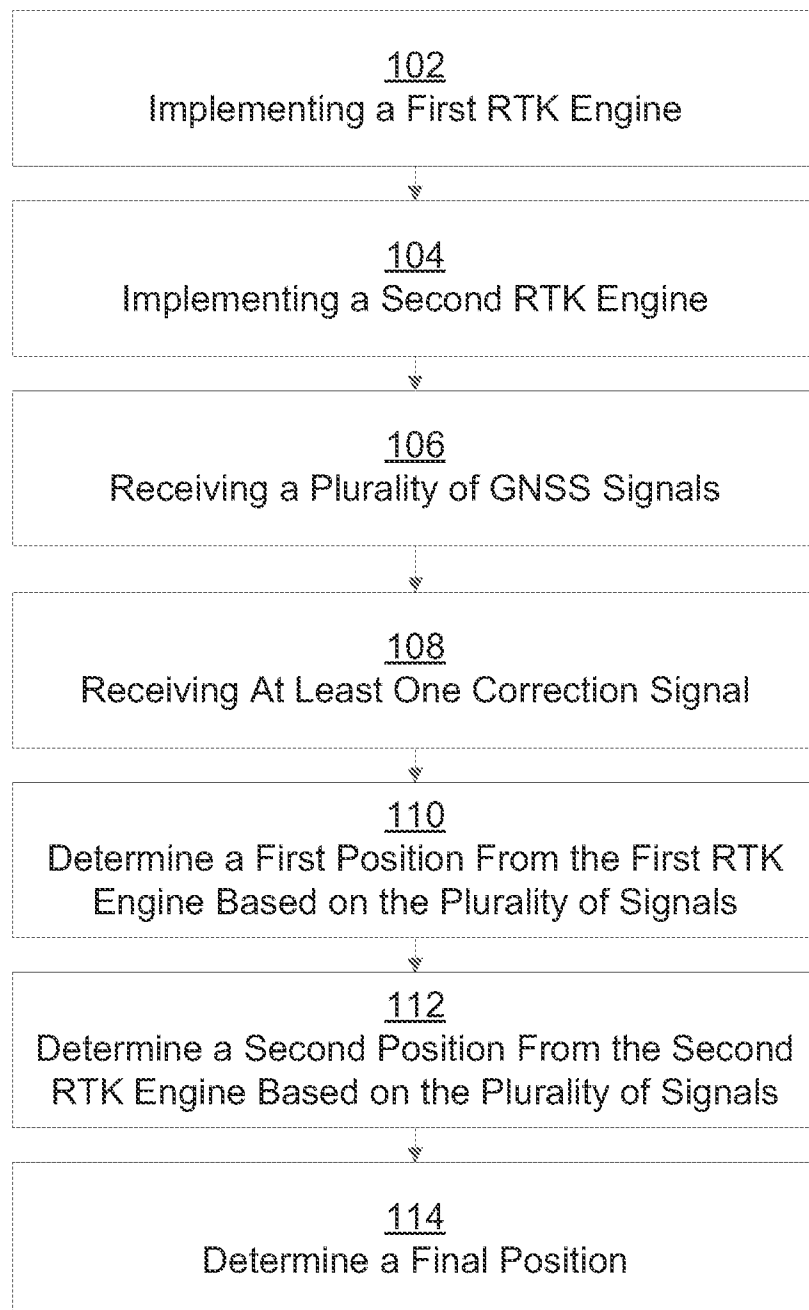 102
Implementing a First RTK Engine
104
Implementing a Second RTK Engine
106
Receiving a Plurality of GNSS Signals
108
Receiving At Least One Correction Signal
110
Determine a First Position From the First RTK
Engine Based on the Plurality of Signals
112
Determine a Second Position From the Second
RTK Engine Based on the Plurality of Signals
114
Determine a Final Position